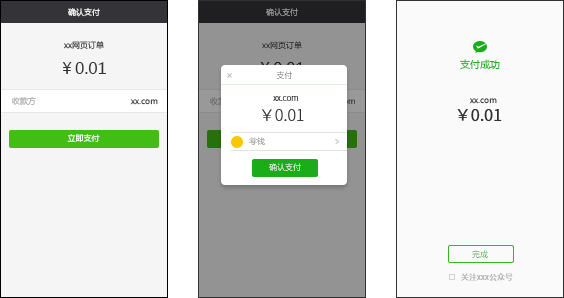 确认支付
xx网页订单
￥0.01
收款方 xx.com
立即支付
确认支付
xx网页订单
× 支付
xx.com
￥0.01
零钱 >
确认支付
支付成功
xx.com
￥0.01
完成
关注xxx公众号